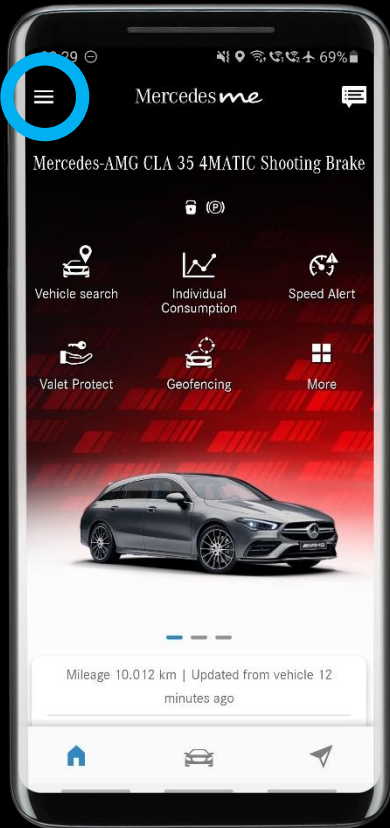 69%
Mercedes me
Mercedes-AMG CLA 35 4MATIC Shooting Brake
Vehicle search
Individual
Consumption
Speed Alert
Valet Protect
Geofencing
More
Mileage 10.012 km | Updated from vehicle 12
minutes ago